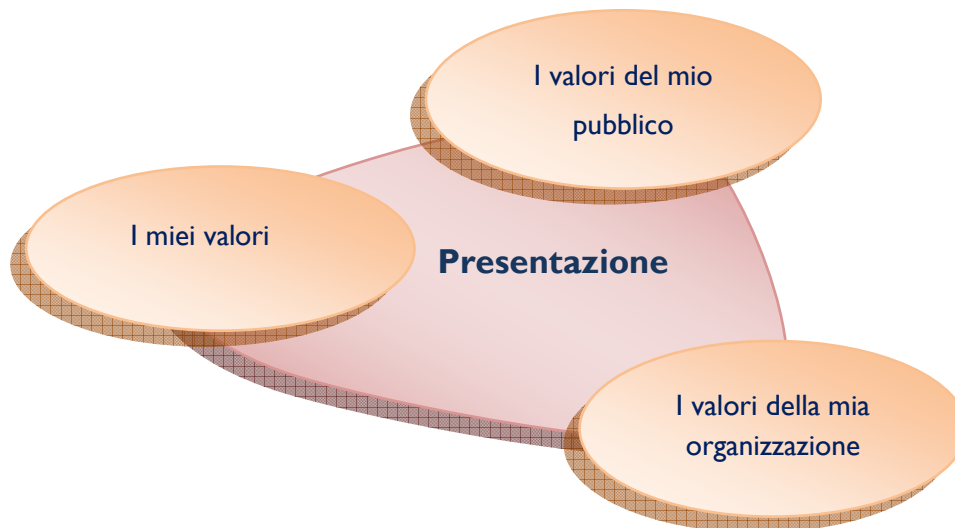 I valori del mio
pubblico
I miei valori
Presentazione
I valori della mia
organizzazione